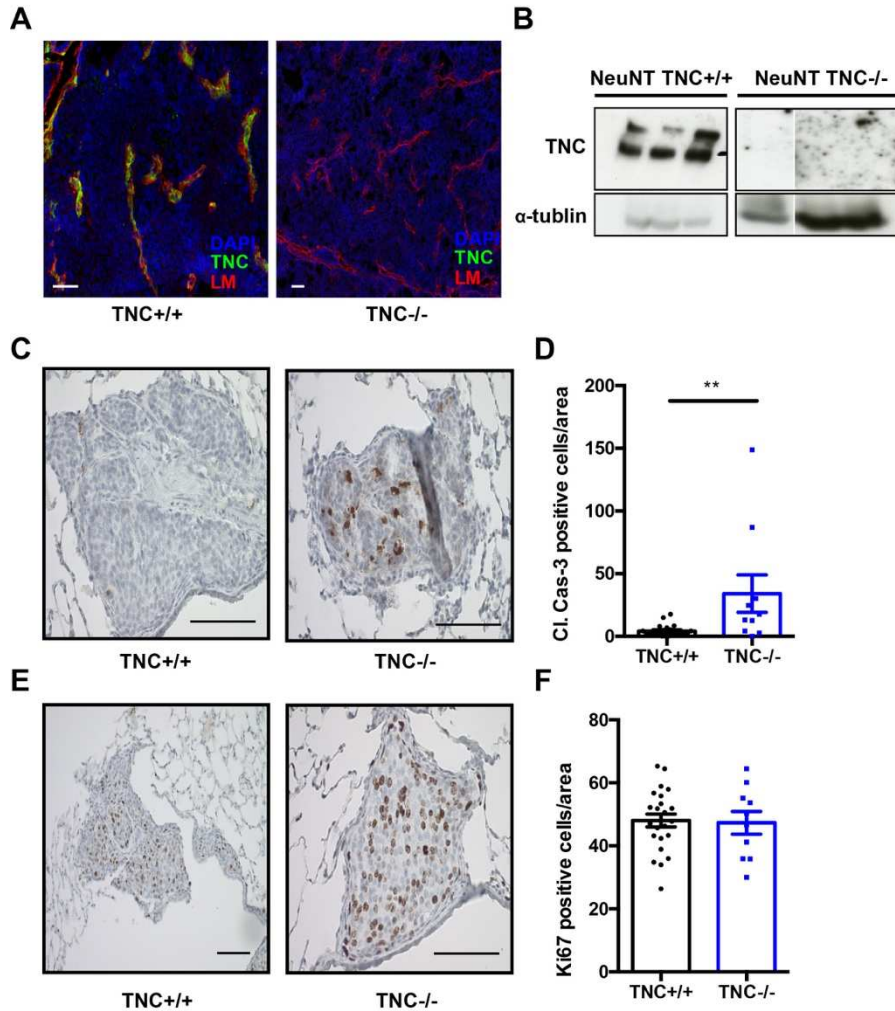 A
DAPI
TNC
LM
DAPI
TNC
LM
TNC+/+
TNC-/-
B
NeuNT TNC+/+
NeuNT TNC-/-
TNC
α-tublin
C
TNC+/+
TNC-/-
D
Cl. Cas-3 positive cells/area
200
150
100
50
0
**
TNC+/+
TNC-/-
E
TNC+/+
TNC-/-
F
Ki67 positive cells/area
80
60
40
20
0
TNC+/+
TNC-/-